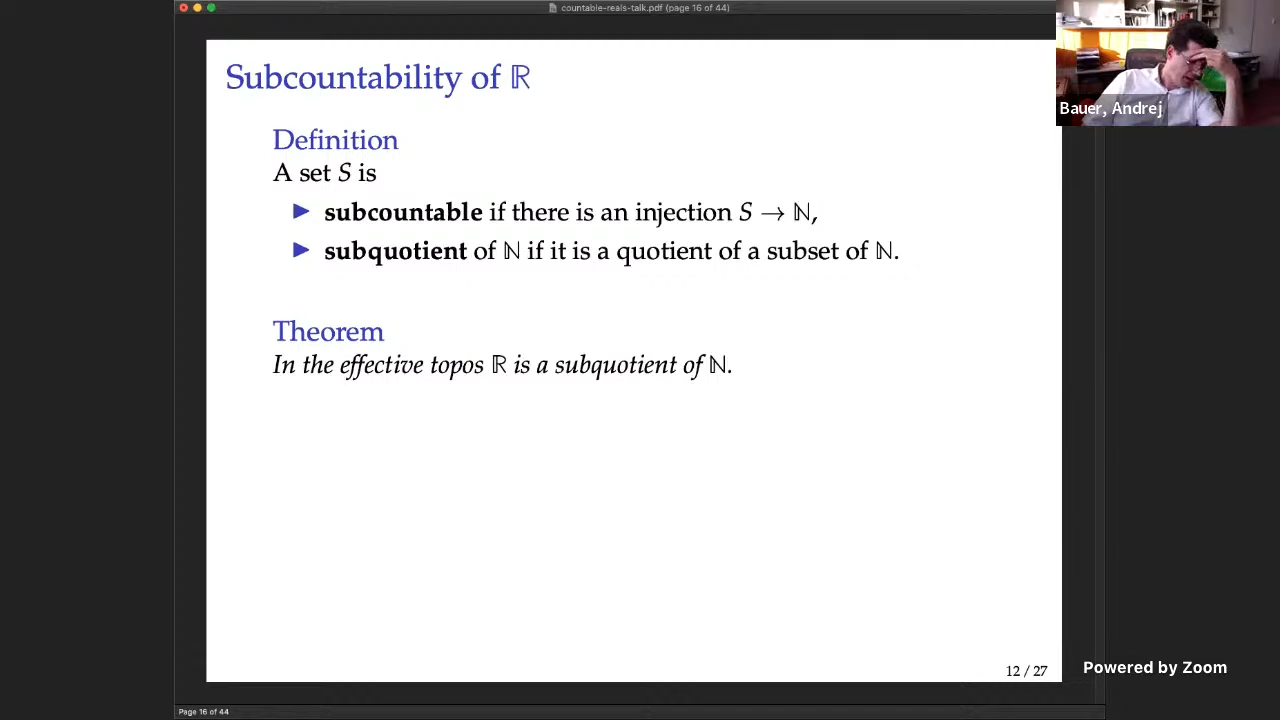 countable-reals-talk.pdf (page 16 of 44)
Bauer, Andrej
Subcountability of ℝ
Definition
A set S is
▶ subcountable if there is an injection S → ℕ,
▶ subquotient of ℕ if it is a quotient of a subset of ℕ.
Theorem
In the effective topos ℝ is a subquotient of ℕ.
12 / 27
Powered by Zoom
Page 16 of 44